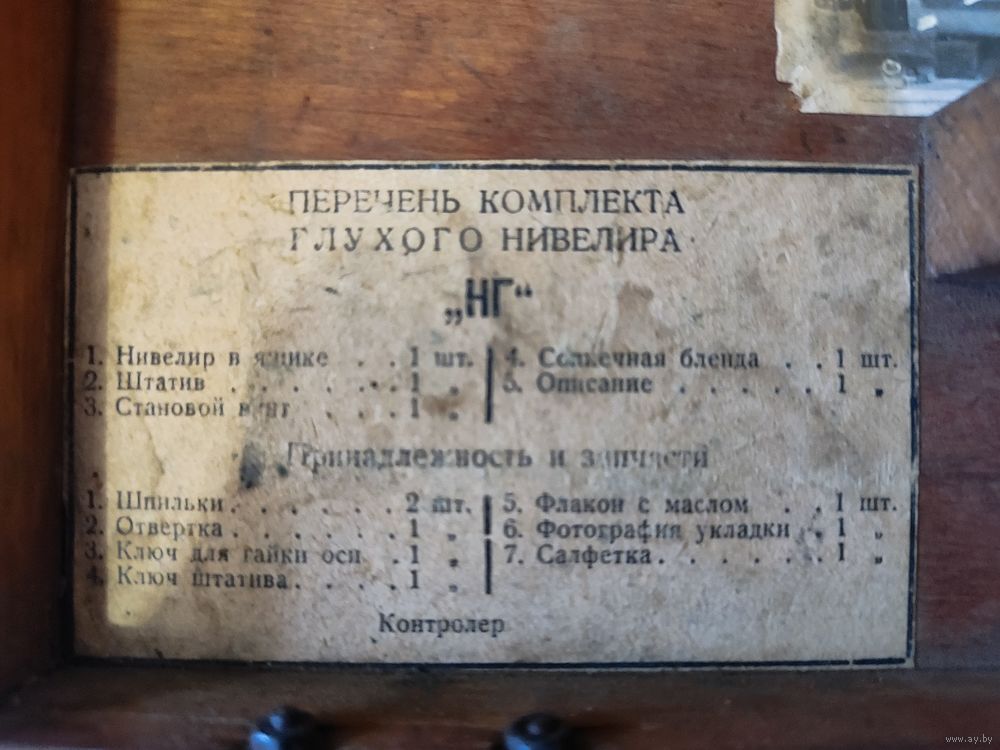 ПЕРЕЧЕНЬ КОМПЛЕКТА
ГЛУХОГО НИВЕЛИРА
„НГ“
1. Нивелир в ящике . . 1 шт.
2. Штатив . . . . . . . 1 „
3. Становой винт . . . . 1 „
4. Солнечная бленда . . 1 шт.
5. Описание . . . . . . 1 „
Принадлежность и запчасти
1. Шпильки . . . . . . 2 шт.
2. Отвертка . . . . . . 1 „
3. Ключ для гайки оси . 1 „
4. Ключ штатива . . . . 1 „
5. Флакон с маслом . . 1 шт.
6. Фотография укладки . 1 „
7. Салфетка . . . . . . 1 „
Контролер
www.ay.by